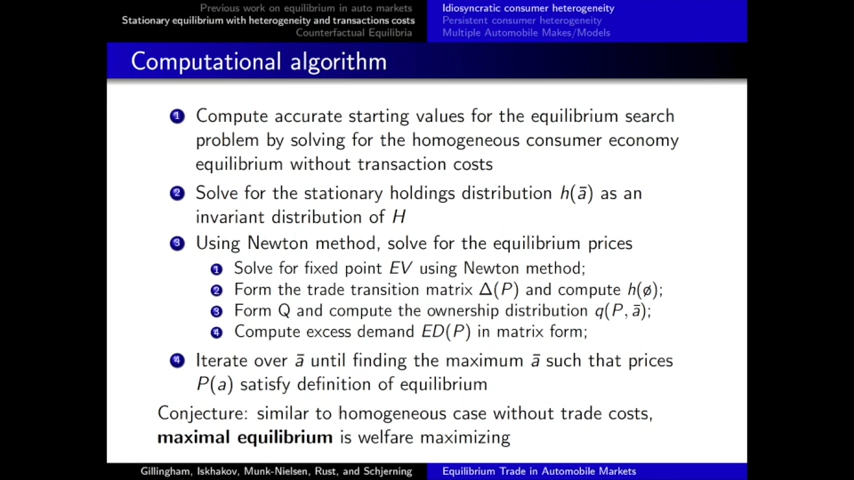 Previous work on equilibrium in auto markets
Stationary equilibrium with heterogeneity and transactions costs
Counterfactual Equilibria
Idiosyncratic consumer heterogeneity
Persistent consumer heterogeneity
Multiple Automobile Makes/Models
Computational algorithm
1 Compute accurate starting values for the equilibrium search
problem by solving for the homogeneous consumer economy
equilibrium without transaction costs
2 Solve for the stationary holdings distribution h(ā) as an
invariant distribution of H
3 Using Newton method, solve for the equilibrium prices
1 Solve for fixed point EV using Newton method;
2 Form the trade transition matrix Δ(P) and compute h(ø);
3 Form Q and compute the ownership distribution q(P, ā);
4 Compute excess demand ED(P) in matrix form;
4 Iterate over ā until finding the maximum ā such that prices
P(a) satisfy definition of equilibrium
Conjecture: similar to homogeneous case without trade costs,
maximal equilibrium is welfare maximizing
Gillingham, Iskhakov, Munk-Nielsen, Rust, and Schjerning
Equilibrium Trade in Automobile Markets